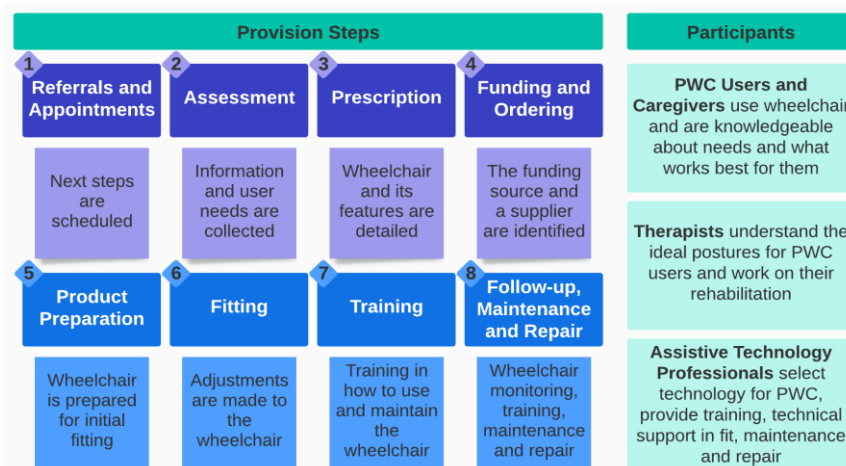 Provision Steps
1
Referrals and
Appointments
Next steps
are
scheduled
2
Assessment
Information
and user
needs are
collected
3
Prescription
Wheelchair
and its
features are
detailed
4
Funding and
Ordering
The funding
source and
a supplier
are identified
5
Product
Preparation
Wheelchair
is prepared
for initial
fitting
6
Fitting
Adjustments
are made to
the
wheelchair
7
Training
Training in
how to use
and maintain
the
wheelchair
8
Follow-up,
Maintenance
and Repair
Wheelchair
monitoring,
training,
maintenance
and repair
Participants
PWC Users and
Caregivers use wheelchair
and are knowledgeable
about needs and what
works best for them
Therapists understand the
ideal postures for PWC
users and work on their
rehabilitation
Assistive Technology
Professionals select
technology for PWC,
provide training, technical
support in fit, maintenance
and repair